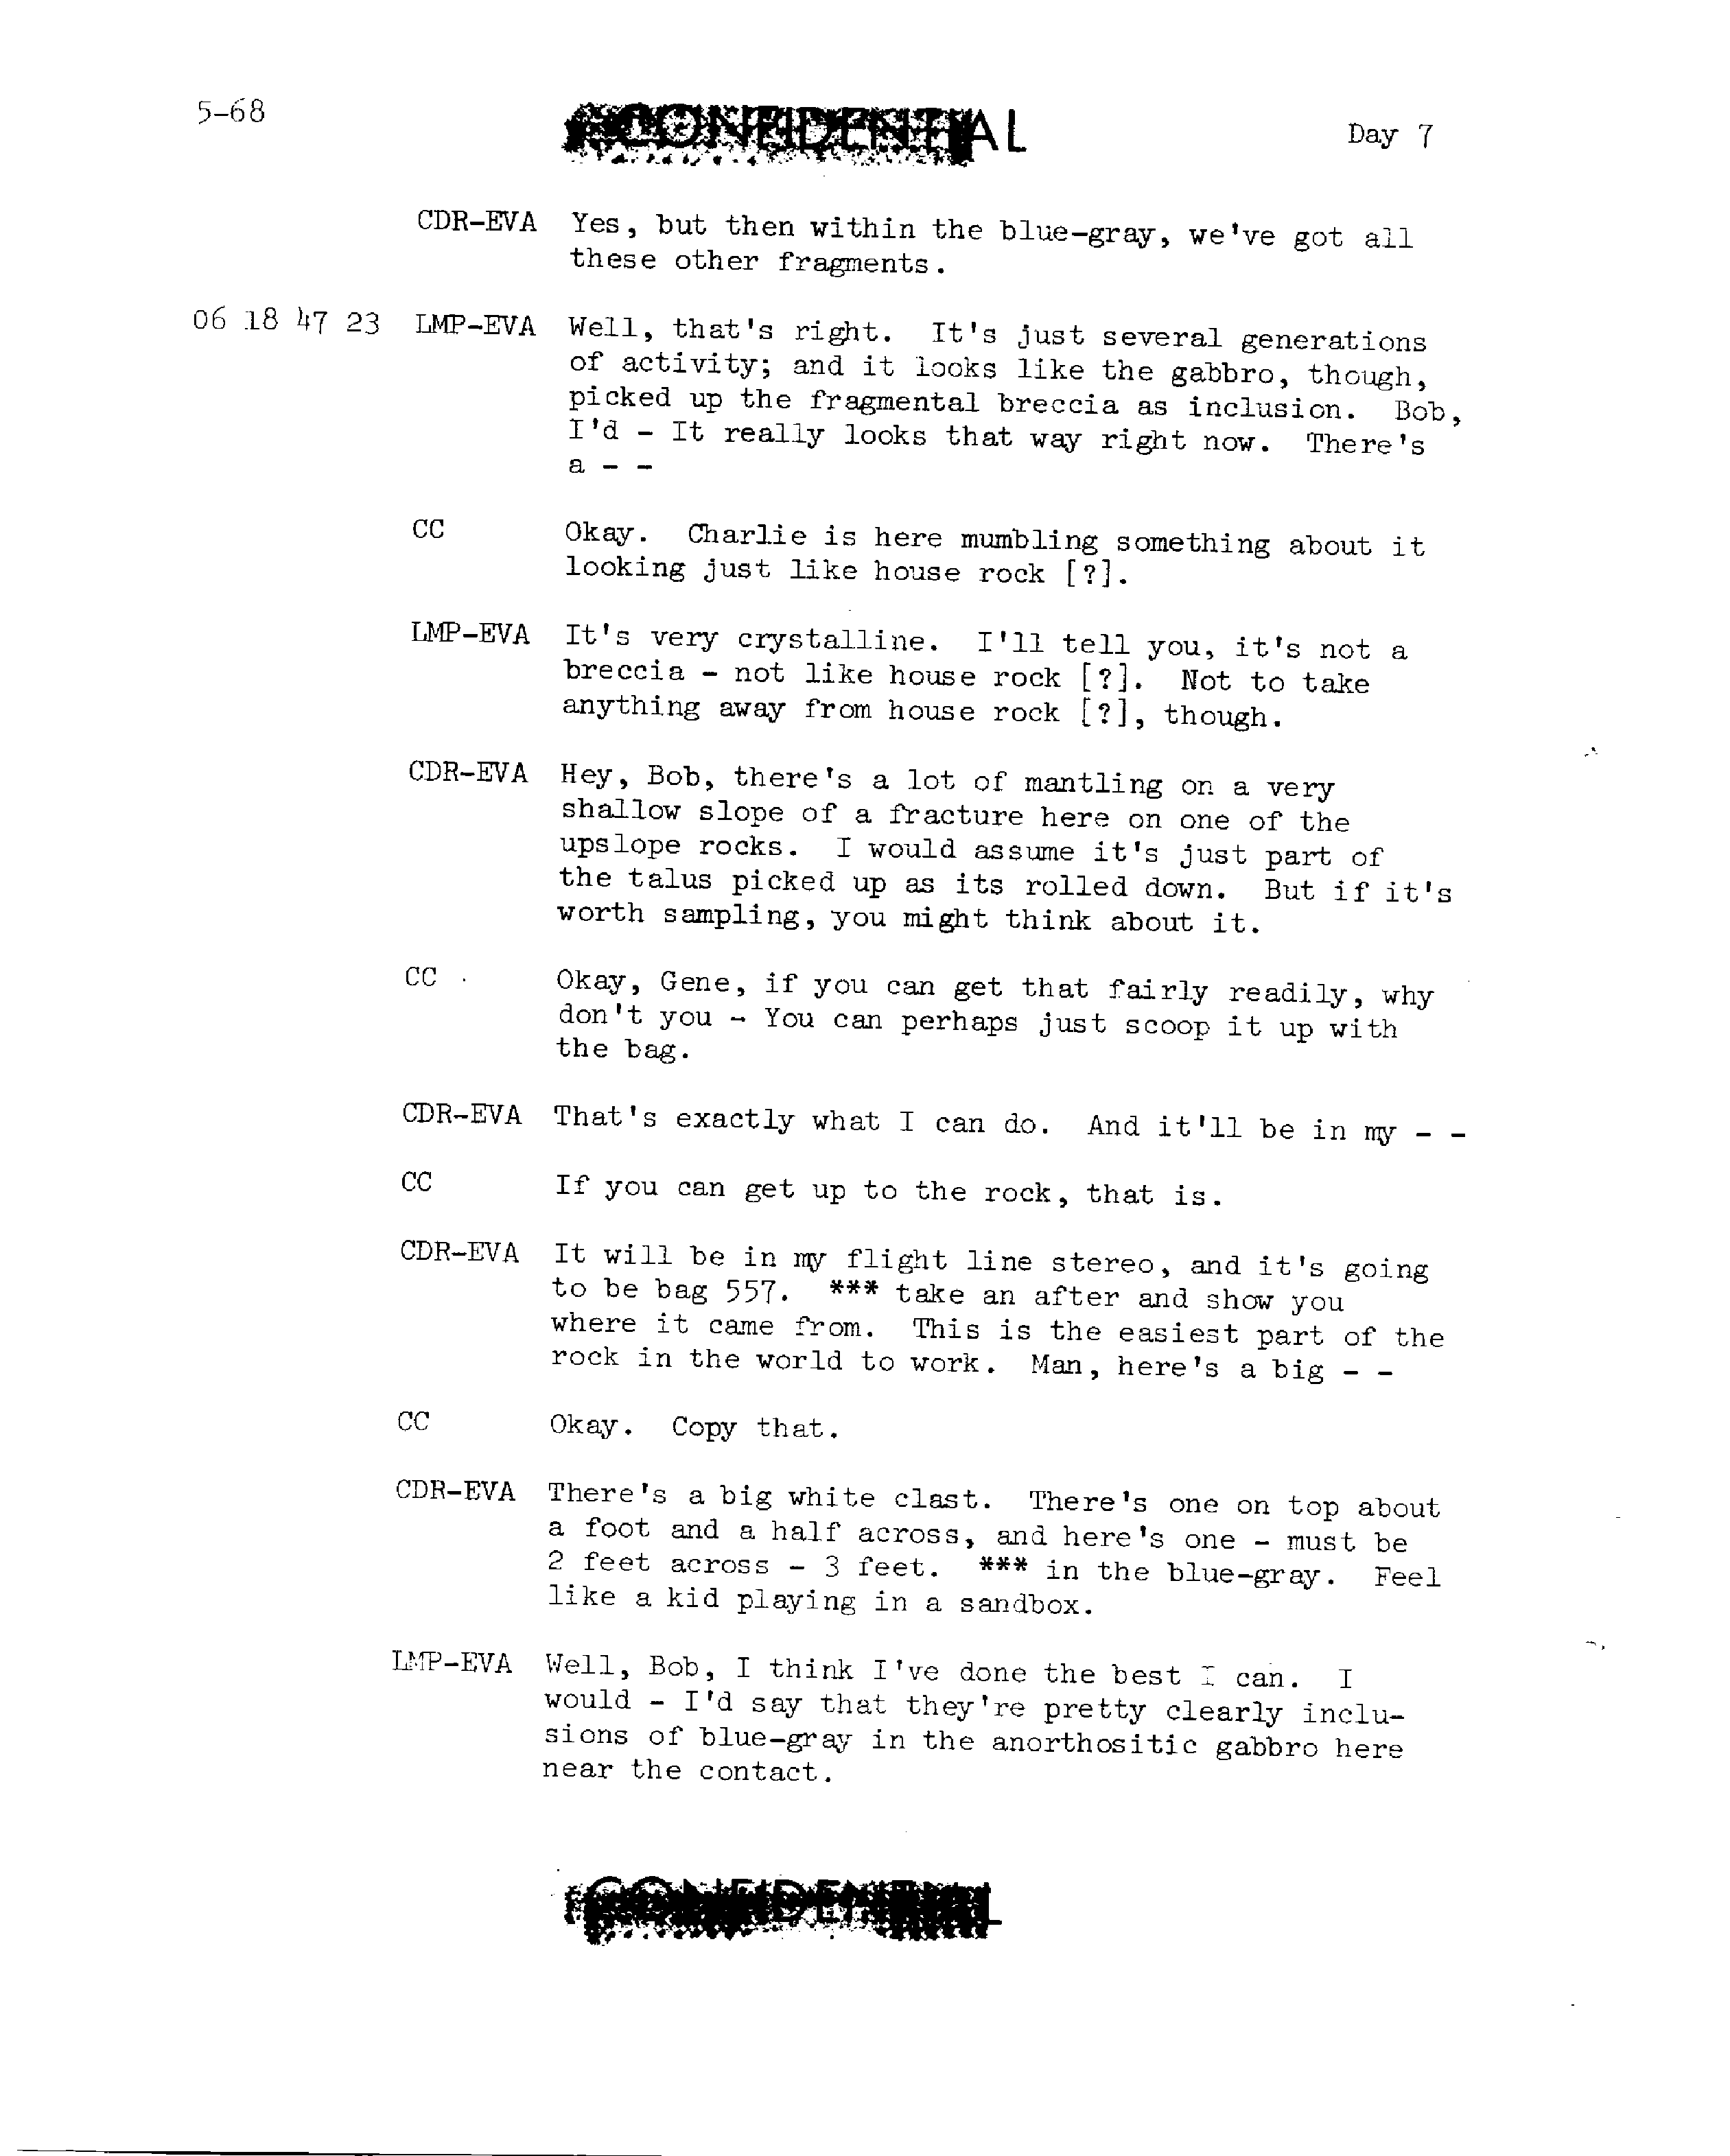 5-68
CONFIDENTIAL
Day 7
CDR-EVA Yes, but then within the blue-gray, we've got all
these other fragments.
06 18 47 23 LMP-EVA Well, that's right. It's just several generations
of activity; and it looks like the gabbro, though,
picked up the fragmental breccia as inclusion. Bob,
I'd - It really looks that way right now. There's
a - -
CC Okay. Charlie is here mumbling something about it
looking just like house rock [?].
LMP-EVA It's very crystalline. I'll tell you, it's not a
breccia - not like house rock [?]. Not to take
anything away from house rock [?], though.
CDR-EVA Hey, Bob, there's a lot of mantling on a very
shallow slope of a fracture here on one of the
upslope rocks. I would assume it's just part of
the talus picked up as its rolled down. But if it's
worth sampling, you might think about it.
CC Okay, Gene, if you can get that fairly readily, why
don't you - You can perhaps just scoop it up with
the bag.
CDR-EVA That's exactly what I can do. And it'll be in my - -
CC If you can get up to the rock, that is.
CDR-EVA It will be in my flight line stereo, and it's going
to be bag 557. *** take an after and show you
where it came from. This is the easiest part of the
rock in the world to work. Man, here's a big - -
CC Okay. Copy that.
CDR-EVA There's a big white clast. There's one on top about
a foot and a half across, and here's one - must be
2 feet across - 3 feet. *** in the blue-gray. Feel
like a kid playing in a sandbox.
LMP-EVA Well, Bob, I think I've done the best I can. I
would - I'd say that they're pretty clearly inclu-
sions of blue-gray in the anorthositic gabbro here
near the contact.
CONFIDENTIAL